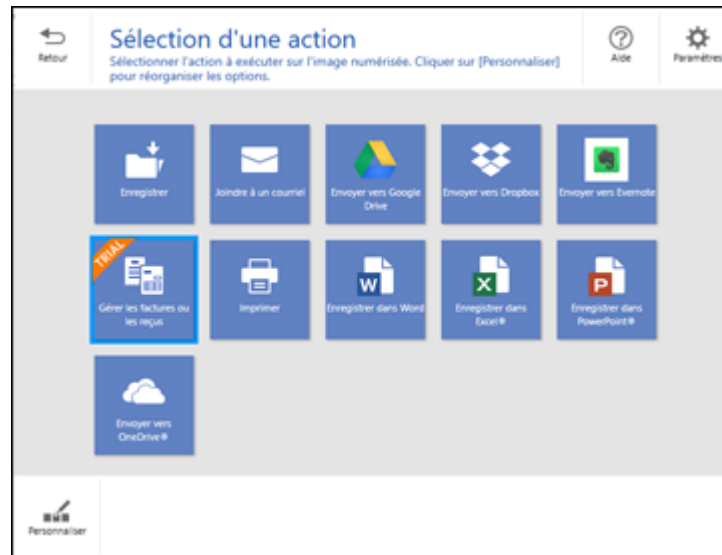 Retour
Sélection d'une action
Sélectionner l'action à exécuter sur l'image numérisée. Cliquer sur [Personnaliser]
pour réorganiser les options.
Aide
Paramètres
Enregistrer
Joindre à un courriel
Envoyer vers Google
Drive
Envoyer vers Dropbox
Envoyer vers Evernote
TRIAL
Gérer les factures ou
les reçus
Imprimer
W
Enregistrer dans Word
X
Enregistrer dans
Excel®
P
Enregistrer dans
PowerPoint®
Envoyer vers
OneDrive®
Personnaliser